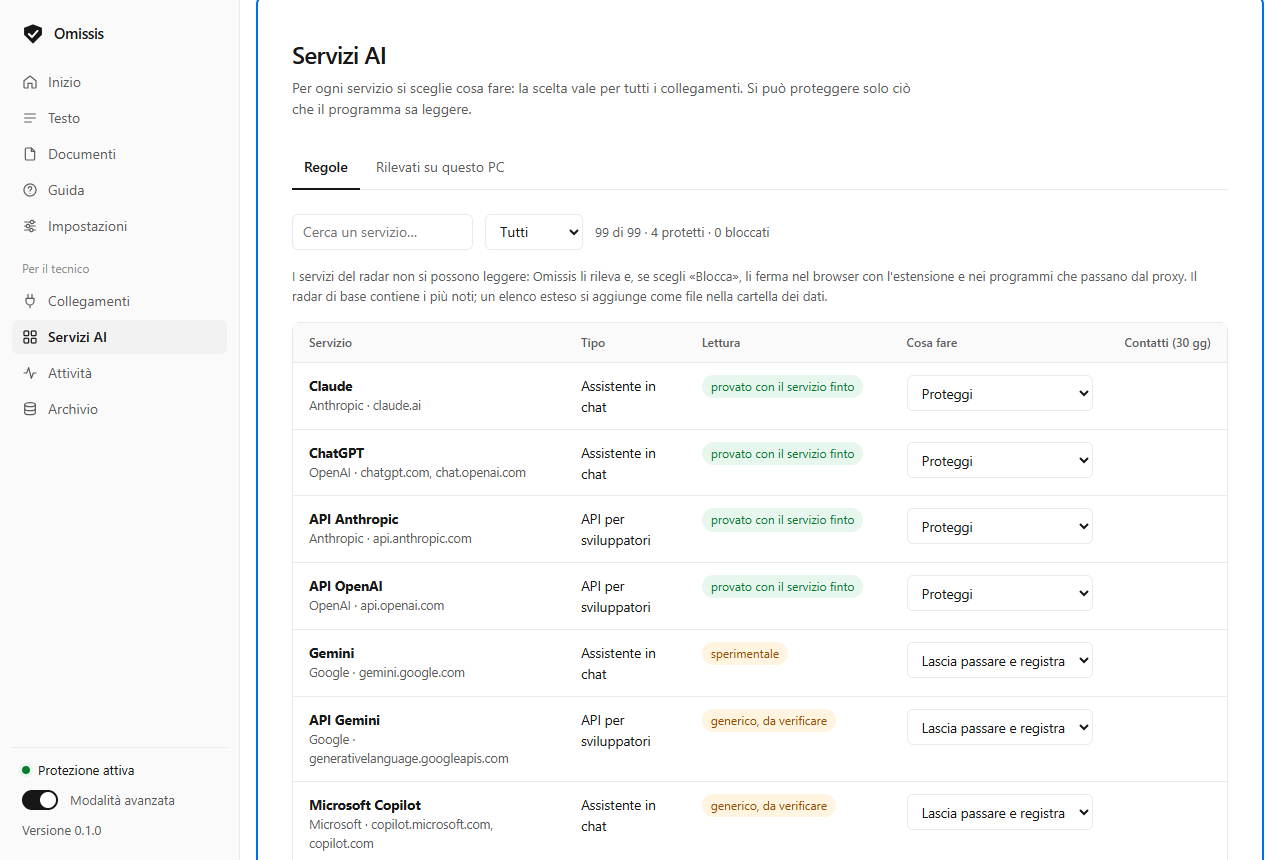 Omissis
Inizio
Testo
Documenti
Guida
Impostazioni
Per il tecnico
Collegamenti
Servizi AI
Attività
Archivio
Protezione attiva
Modalità avanzata
Versione 0.1.0
Servizi AI
Per ogni servizio si sceglie cosa fare: la scelta vale per tutti i collegamenti. Si può proteggere solo ciò
che il programma sa leggere.
Regole Rilevati su questo PC
Cerca un servizio... Tutti 99 di 99 · 4 protetti · 0 bloccati
I servizi del radar non si possono leggere: Omissis li rileva e, se scegli «Blocca», li ferma nel browser con l'estensione e nei programmi che passano dal proxy. Il
radar di base contiene i più noti; un elenco esteso si aggiunge come file nella cartella dei dati.
Servizio Tipo Lettura Cosa fare Contatti (30 gg)
Claude Assistente in provato con il servizio finto Proteggi
Anthropic · claude.ai chat
ChatGPT Assistente in provato con il servizio finto Proteggi
OpenAI · chatgpt.com, chat.openai.com chat
API Anthropic API per provato con il servizio finto Proteggi
Anthropic · api.anthropic.com sviluppatori
API OpenAI API per provato con il servizio finto Proteggi
OpenAI · api.openai.com sviluppatori
Gemini Assistente in sperimentale Lascia passare e registra
Google · gemini.google.com chat
API Gemini API per generico, da verificare Lascia passare e registra
Google · sviluppatori
generativelanguage.googleapis.com
Microsoft Copilot Assistente in generico, da verificare Lascia passare e registra
Microsoft · copilot.microsoft.com, chat
copilot.com